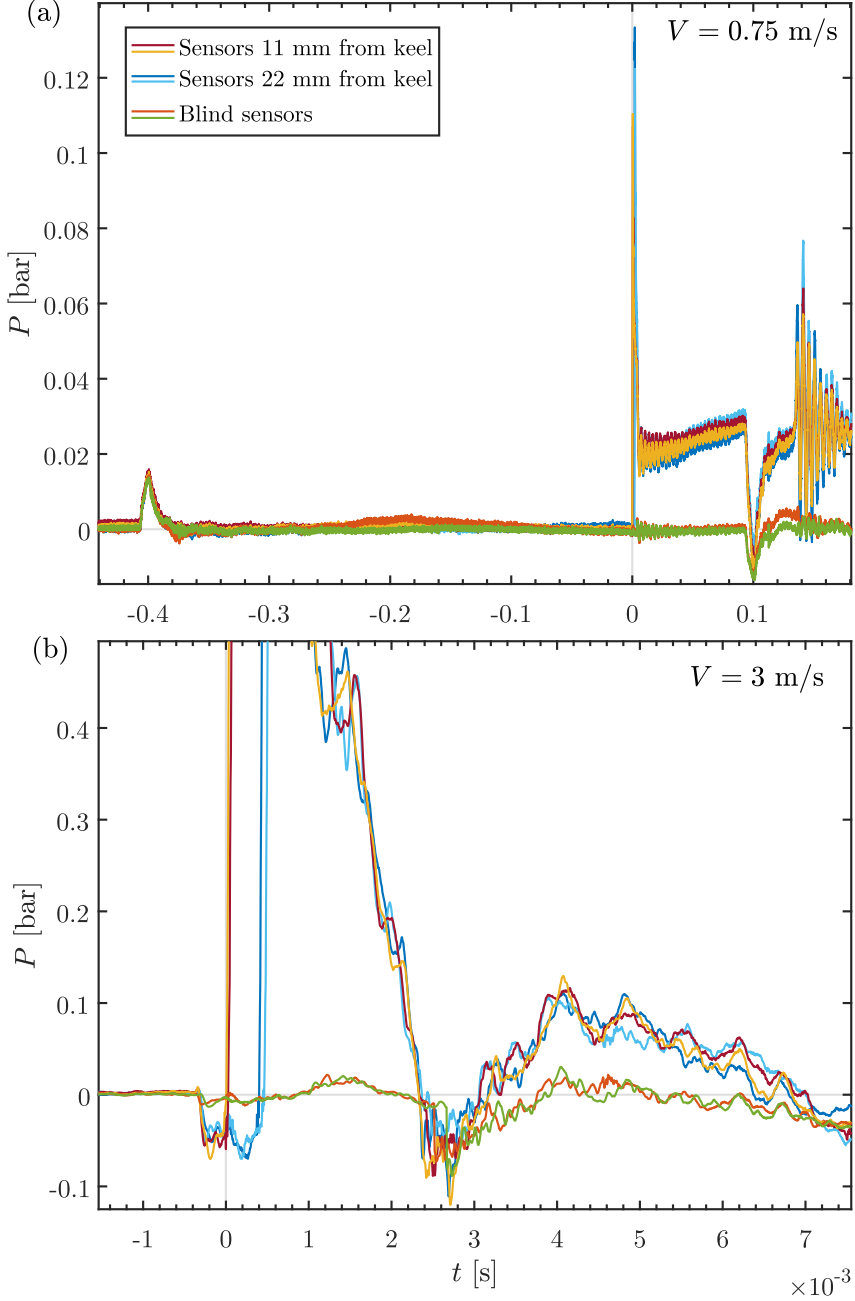 (a)
V = 0.75 m/s
Sensors 11 mm from keel
Sensors 22 mm from keel
Blind sensors
0.12
0.1
0.08
0.06
0.04
0.02
0
P [bar]
-0.4 -0.3 -0.2 -0.1 0 0.1
(b)
V = 3 m/s
0.4
0.3
0.2
0.1
0
-0.1
P [bar]
-1 0 1 2 3 4 5 6 7
t [s]
×10⁻³